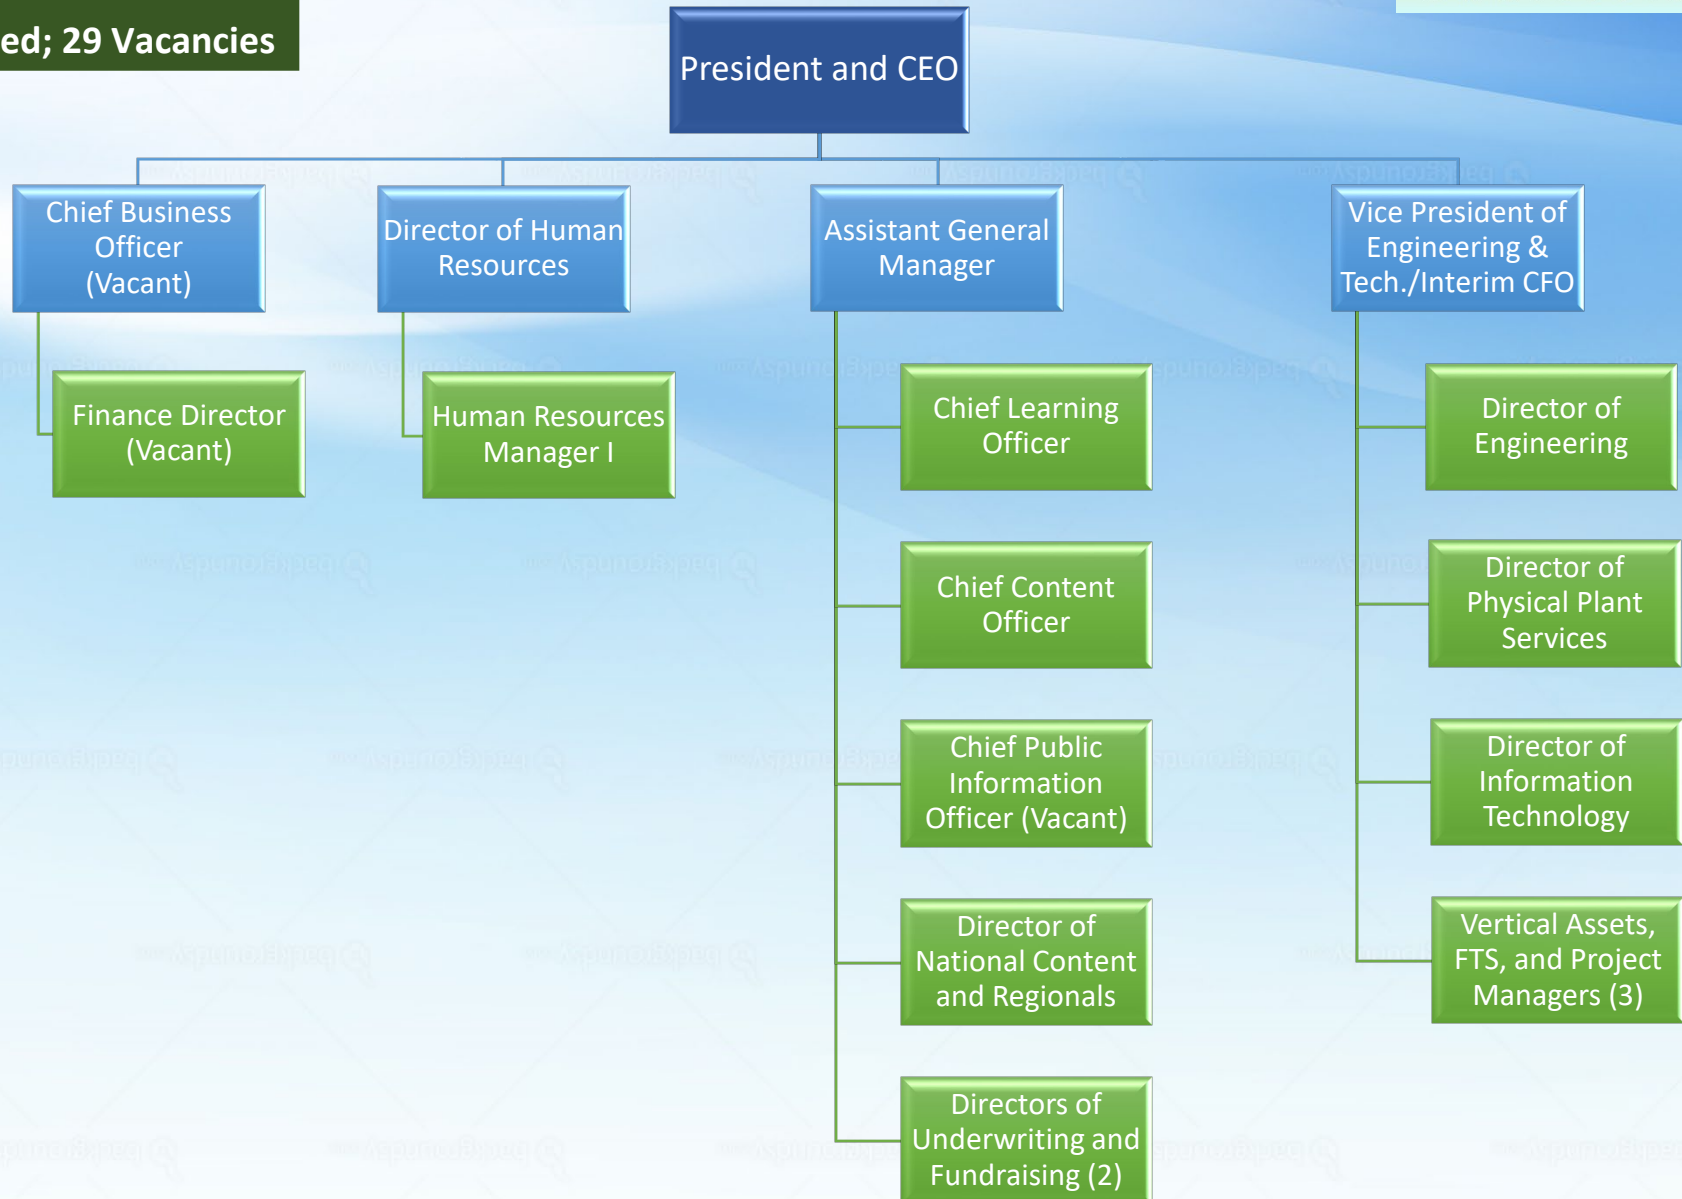 ed; 29 Vacancies
President and CEO
Chief Business
Officer
(Vacant)
Finance Director
(Vacant)
Director of Human
Resources
Human Resources
Manager I
Assistant General
Manager
Chief Learning
Officer
Chief Content
Officer
Chief Public
Information
Officer (Vacant)
Director of
National Content
and Regionals
Directors of
Underwriting and
Fundraising (2)
Vice President of
Engineering &
Tech./Interim CFO
Director of
Engineering
Director of
Physical Plant
Services
Director of
Information
Technology
Vertical Assets,
FTS, and Project
Managers (3)